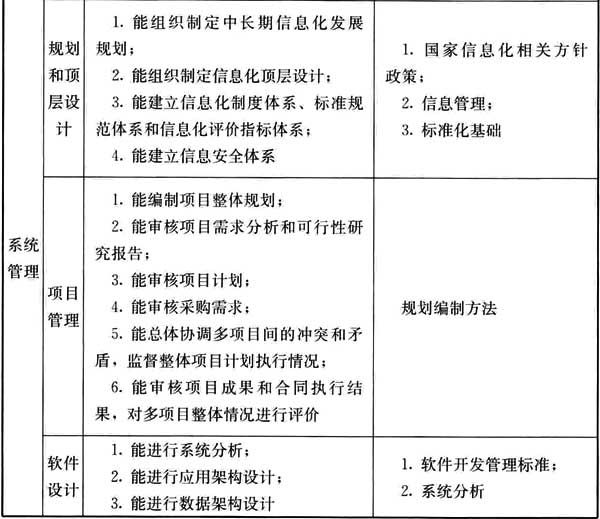 系统
管理
规划
和顶
层设
计
1. 能组织制定中长期信息化发展
规划；
2. 能组织制定信息化顶层设计；
3. 能建立信息化制度体系、标准规
范体系和信息化评价指标体系；
4. 能建立信息安全体系
1. 国家信息化相关方针
政策；
2. 信息管理；
3. 标准化基础
项目
管理
1. 能编制项目整体规划；
2. 能审核项目需求分析和可行性研
究报告；
3. 能审核项目计划；
4. 能审核采购需求；
5. 能总体协调多项目间的冲突和矛
盾，监督整体项目计划执行情况；
6. 能审核项目成果和合同执行结
果，对多项目整体情况进行评价
规划编制方法
软件
设计
1. 能进行系统分析；
2. 能进行应用架构设计；
3. 能进行数据架构设计
1. 软件开发管理标准；
2. 系统分析